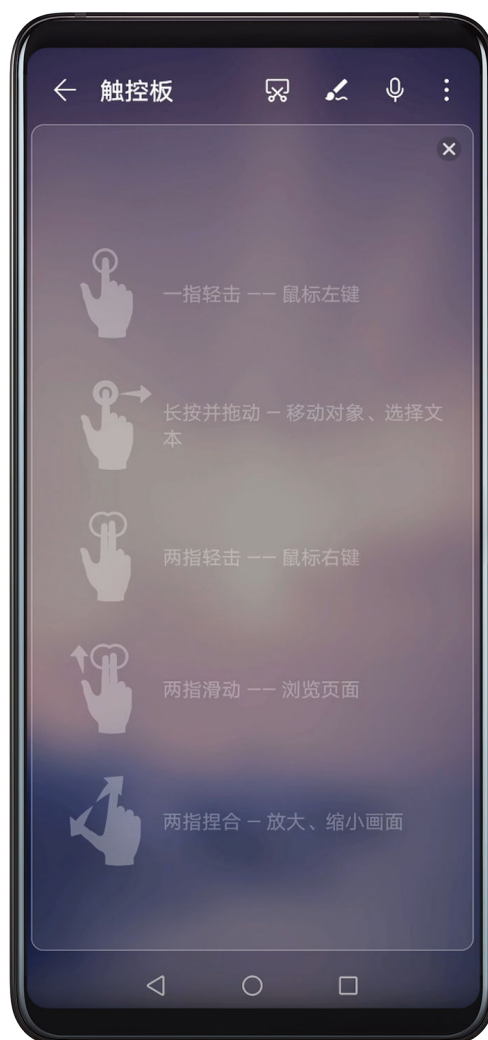 触控板
一指轻击 —— 鼠标左键
长按并拖动 – 移动对象、选择文
本
两指轻击 —— 鼠标右键
两指滑动 —— 浏览页面
两指捏合 – 放大、缩小画面